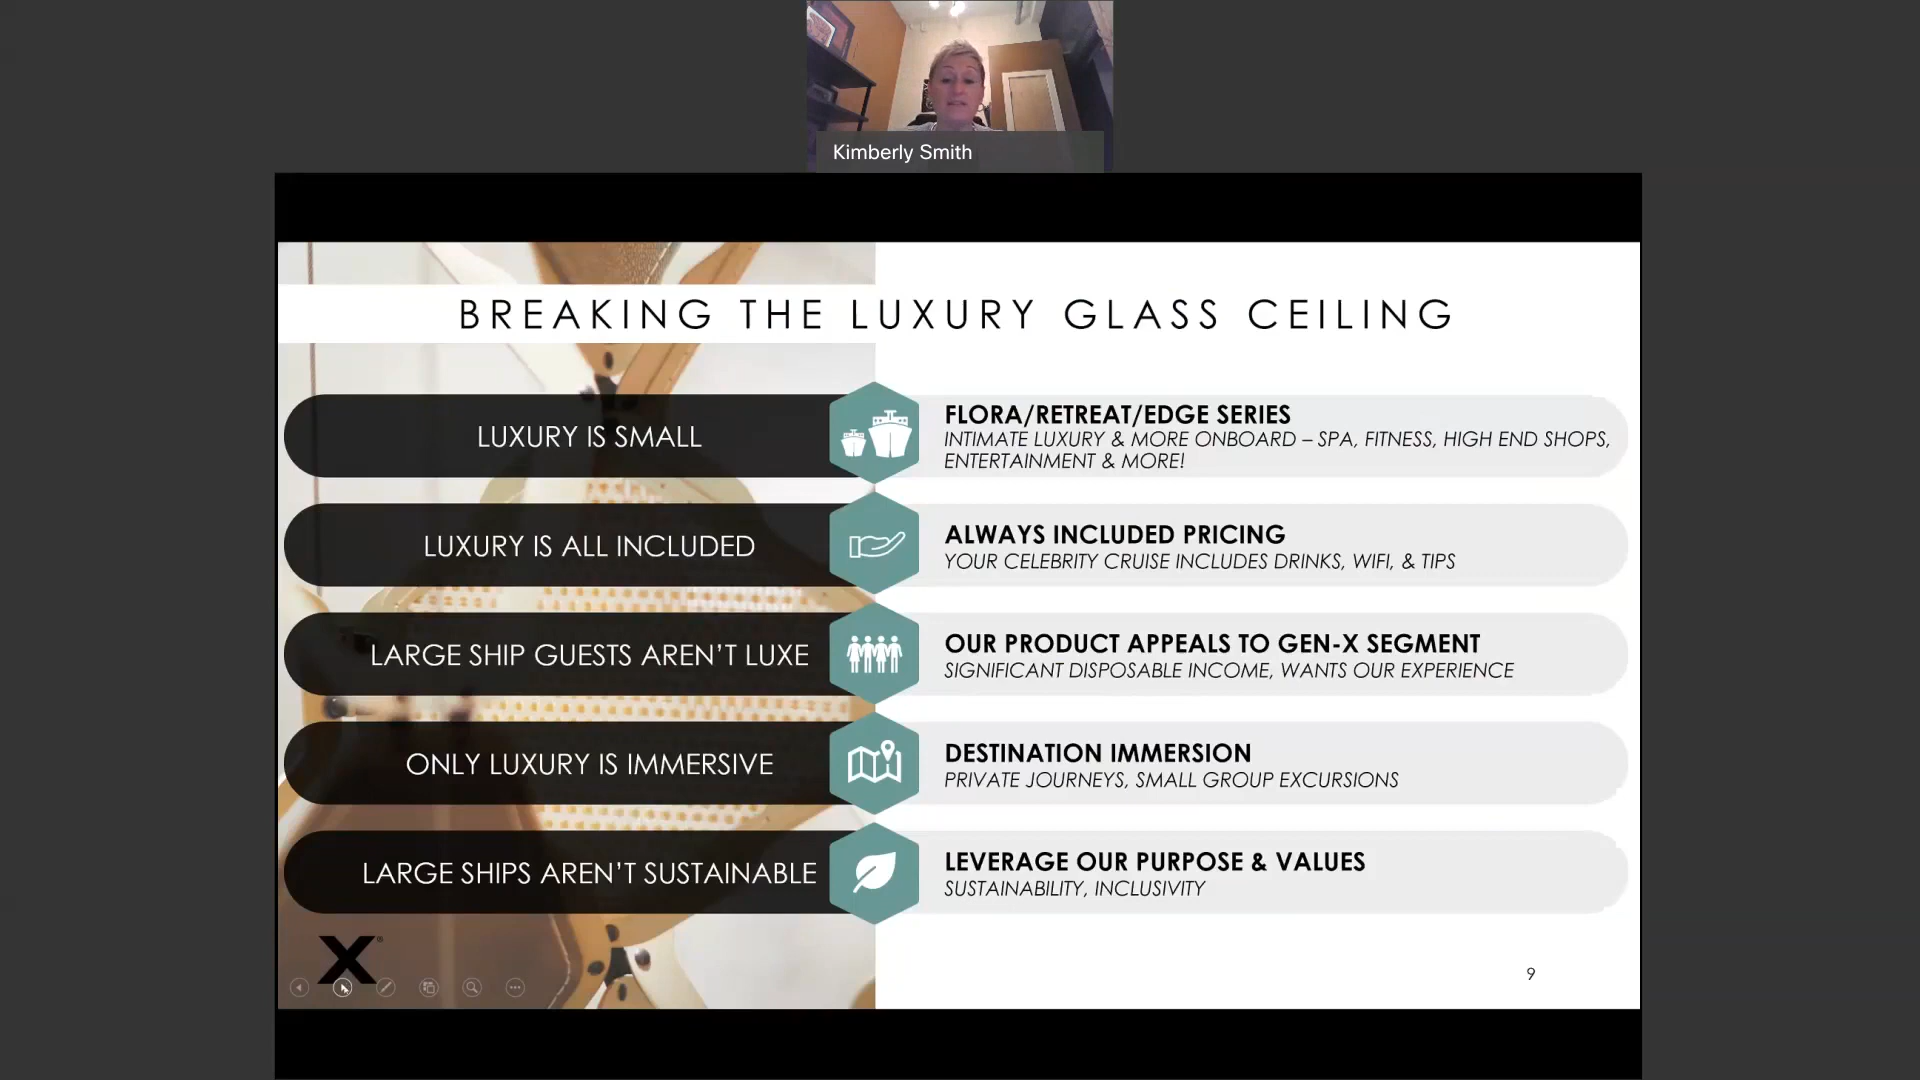 Kimberly Smith
BREAKING THE LUXURY GLASS CEILING
LUXURY IS SMALL
FLORA/RETREAT/EDGE SERIES
INTIMATE LUXURY & MORE ONBOARD – SPA, FITNESS, HIGH END SHOPS,
ENTERTAINMENT & MORE!
LUXURY IS ALL INCLUDED
ALWAYS INCLUDED PRICING
YOUR CELEBRITY CRUISE INCLUDES DRINKS, WIFI, & TIPS
LARGE SHIP GUESTS AREN’T LUXE
OUR PRODUCT APPEALS TO GEN-X SEGMENT
SIGNIFICANT DISPOSABLE INCOME, WANTS OUR EXPERIENCE
ONLY LUXURY IS IMMERSIVE
DESTINATION IMMERSION
PRIVATE JOURNEYS, SMALL GROUP EXCURSIONS
LARGE SHIPS AREN’T SUSTAINABLE
LEVERAGE OUR PURPOSE & VALUES
SUSTAINABILITY, INCLUSIVITY
X®
9